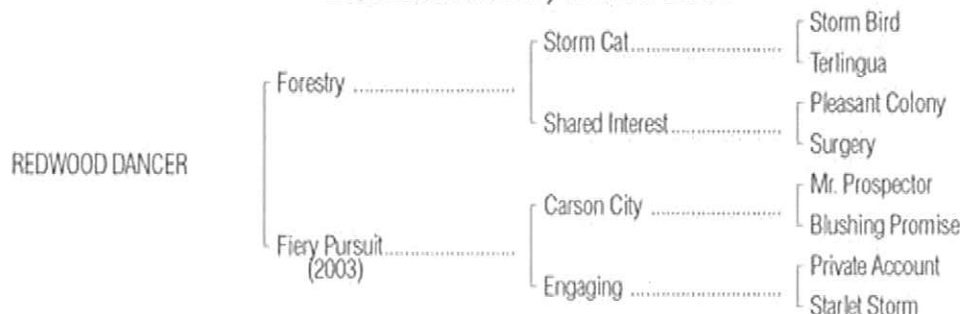 Storm Bird
Storm Cat
Terlingua
Forestry
Pleasant Colony
Shared Interest
Surgery
REDWOOD DANCER
Mr. Prospector
Carson City
Blushing Promise
Fiery Pursuit
(2003)
Private Account
Engaging
Starlet Storm